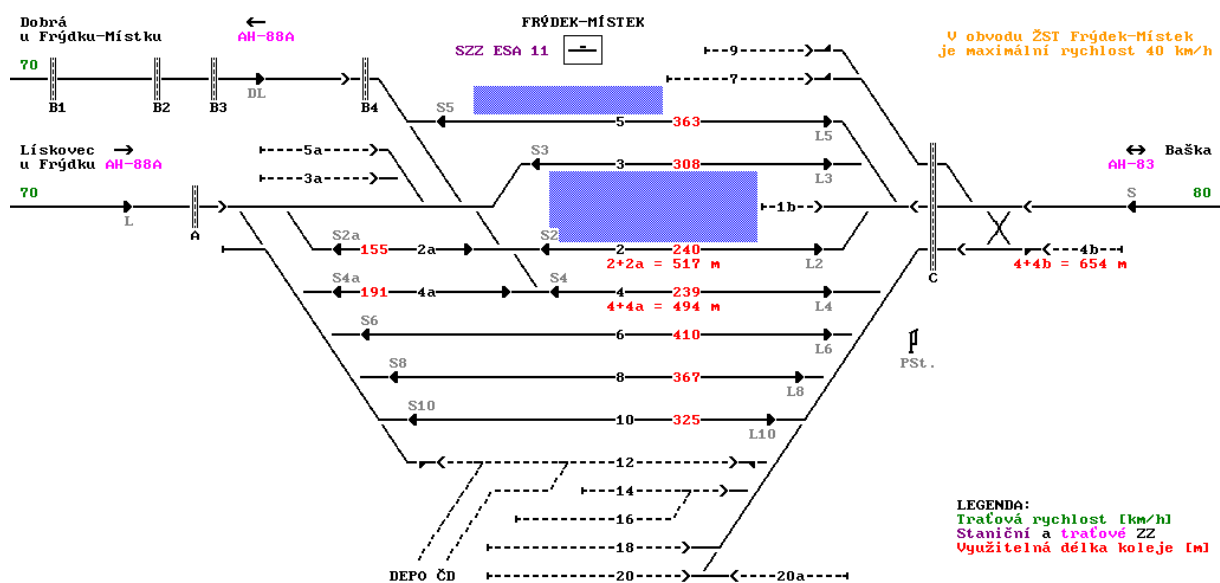 Dobrá
u Frýdku-Místku
←
AH-88A
FRÝDEK-MÍSTEK
SZZ ESA 11
V obvodu ŽST Frýdek-Místek
je maximální rychlost 40 km/h
9
70
7
B1
B2
B3
DL
B4
S5
5
363
L5
Lískovec →
u Frýdku AH-88A
5a
S3
3
308
L3
3a
↔ Baška
AH-83
70
L
A
1b
S
80
S2a
155
2a
S2
2
240
L2
2+2a = 517 m
4b
4+4b = 654 m
C
S4a
191
4a
S4
4
239
L4
4+4a = 494 m
S6
6
410
L6
PSt.
S8
8
367
L8
S10
10
325
L10
12
14
16
18
DEPO ČD
20
20a
LEGENDA:
Traťová rychlost [km/h]
Staniční a traťové ZZ
Využitelná délka koleje [m]